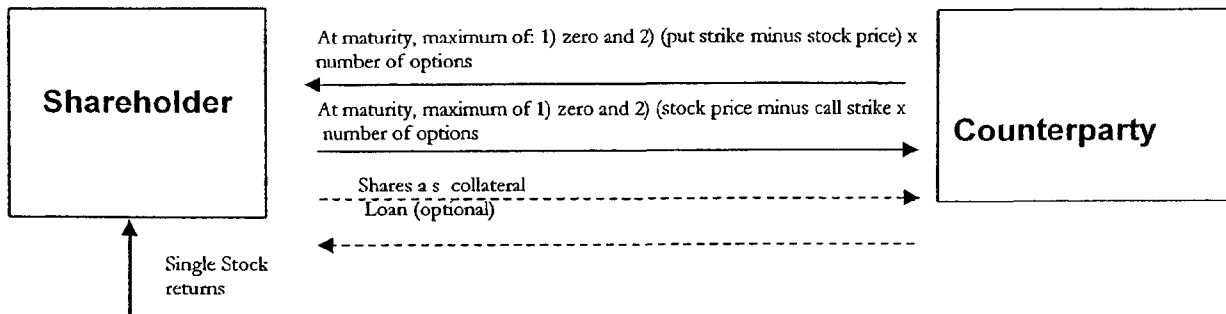 At maturity, maximum of: 1) zero and 2) (put strike minus stock price) x
number of options
Shareholder
At maturity, maximum of 1) zero and 2) (stock price minus call strike x
number of options
Counterparty
Shares a s collateral
Loan (optional)
Single Stock
returns